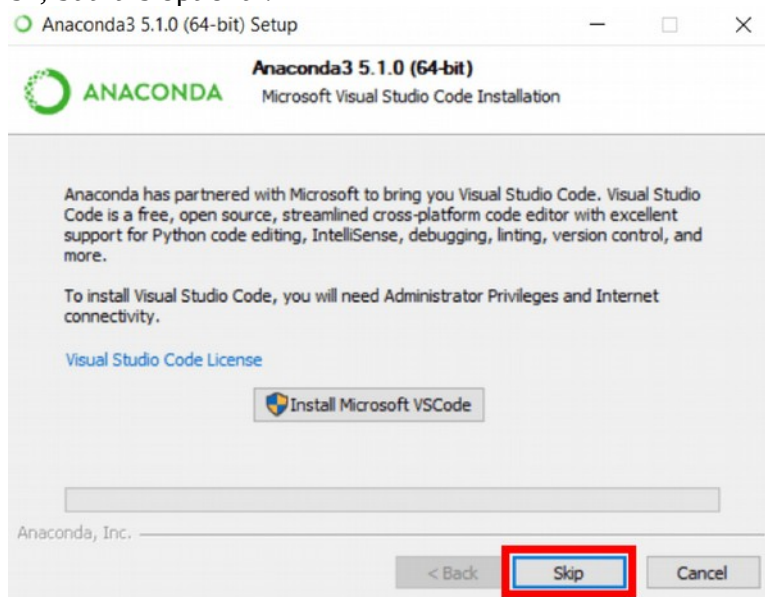 Anaconda3 5.1.0 (64-bit) Setup
ANACONDA
Anaconda3 5.1.0 (64-bit)
Microsoft Visual Studio Code Installation
Anaconda has partnered with Microsoft to bring you Visual Studio Code. Visual Studio
Code is a free, open source, streamlined cross-platform code editor with excellent
support for Python code editing, IntelliSense, debugging, linting, version control, and
more.
To install Visual Studio Code, you will need Administrator Privileges and Internet
connectivity.
Visual Studio Code License
Install Microsoft VSCode
Anaconda, Inc.
< Back
Skip
Cancel